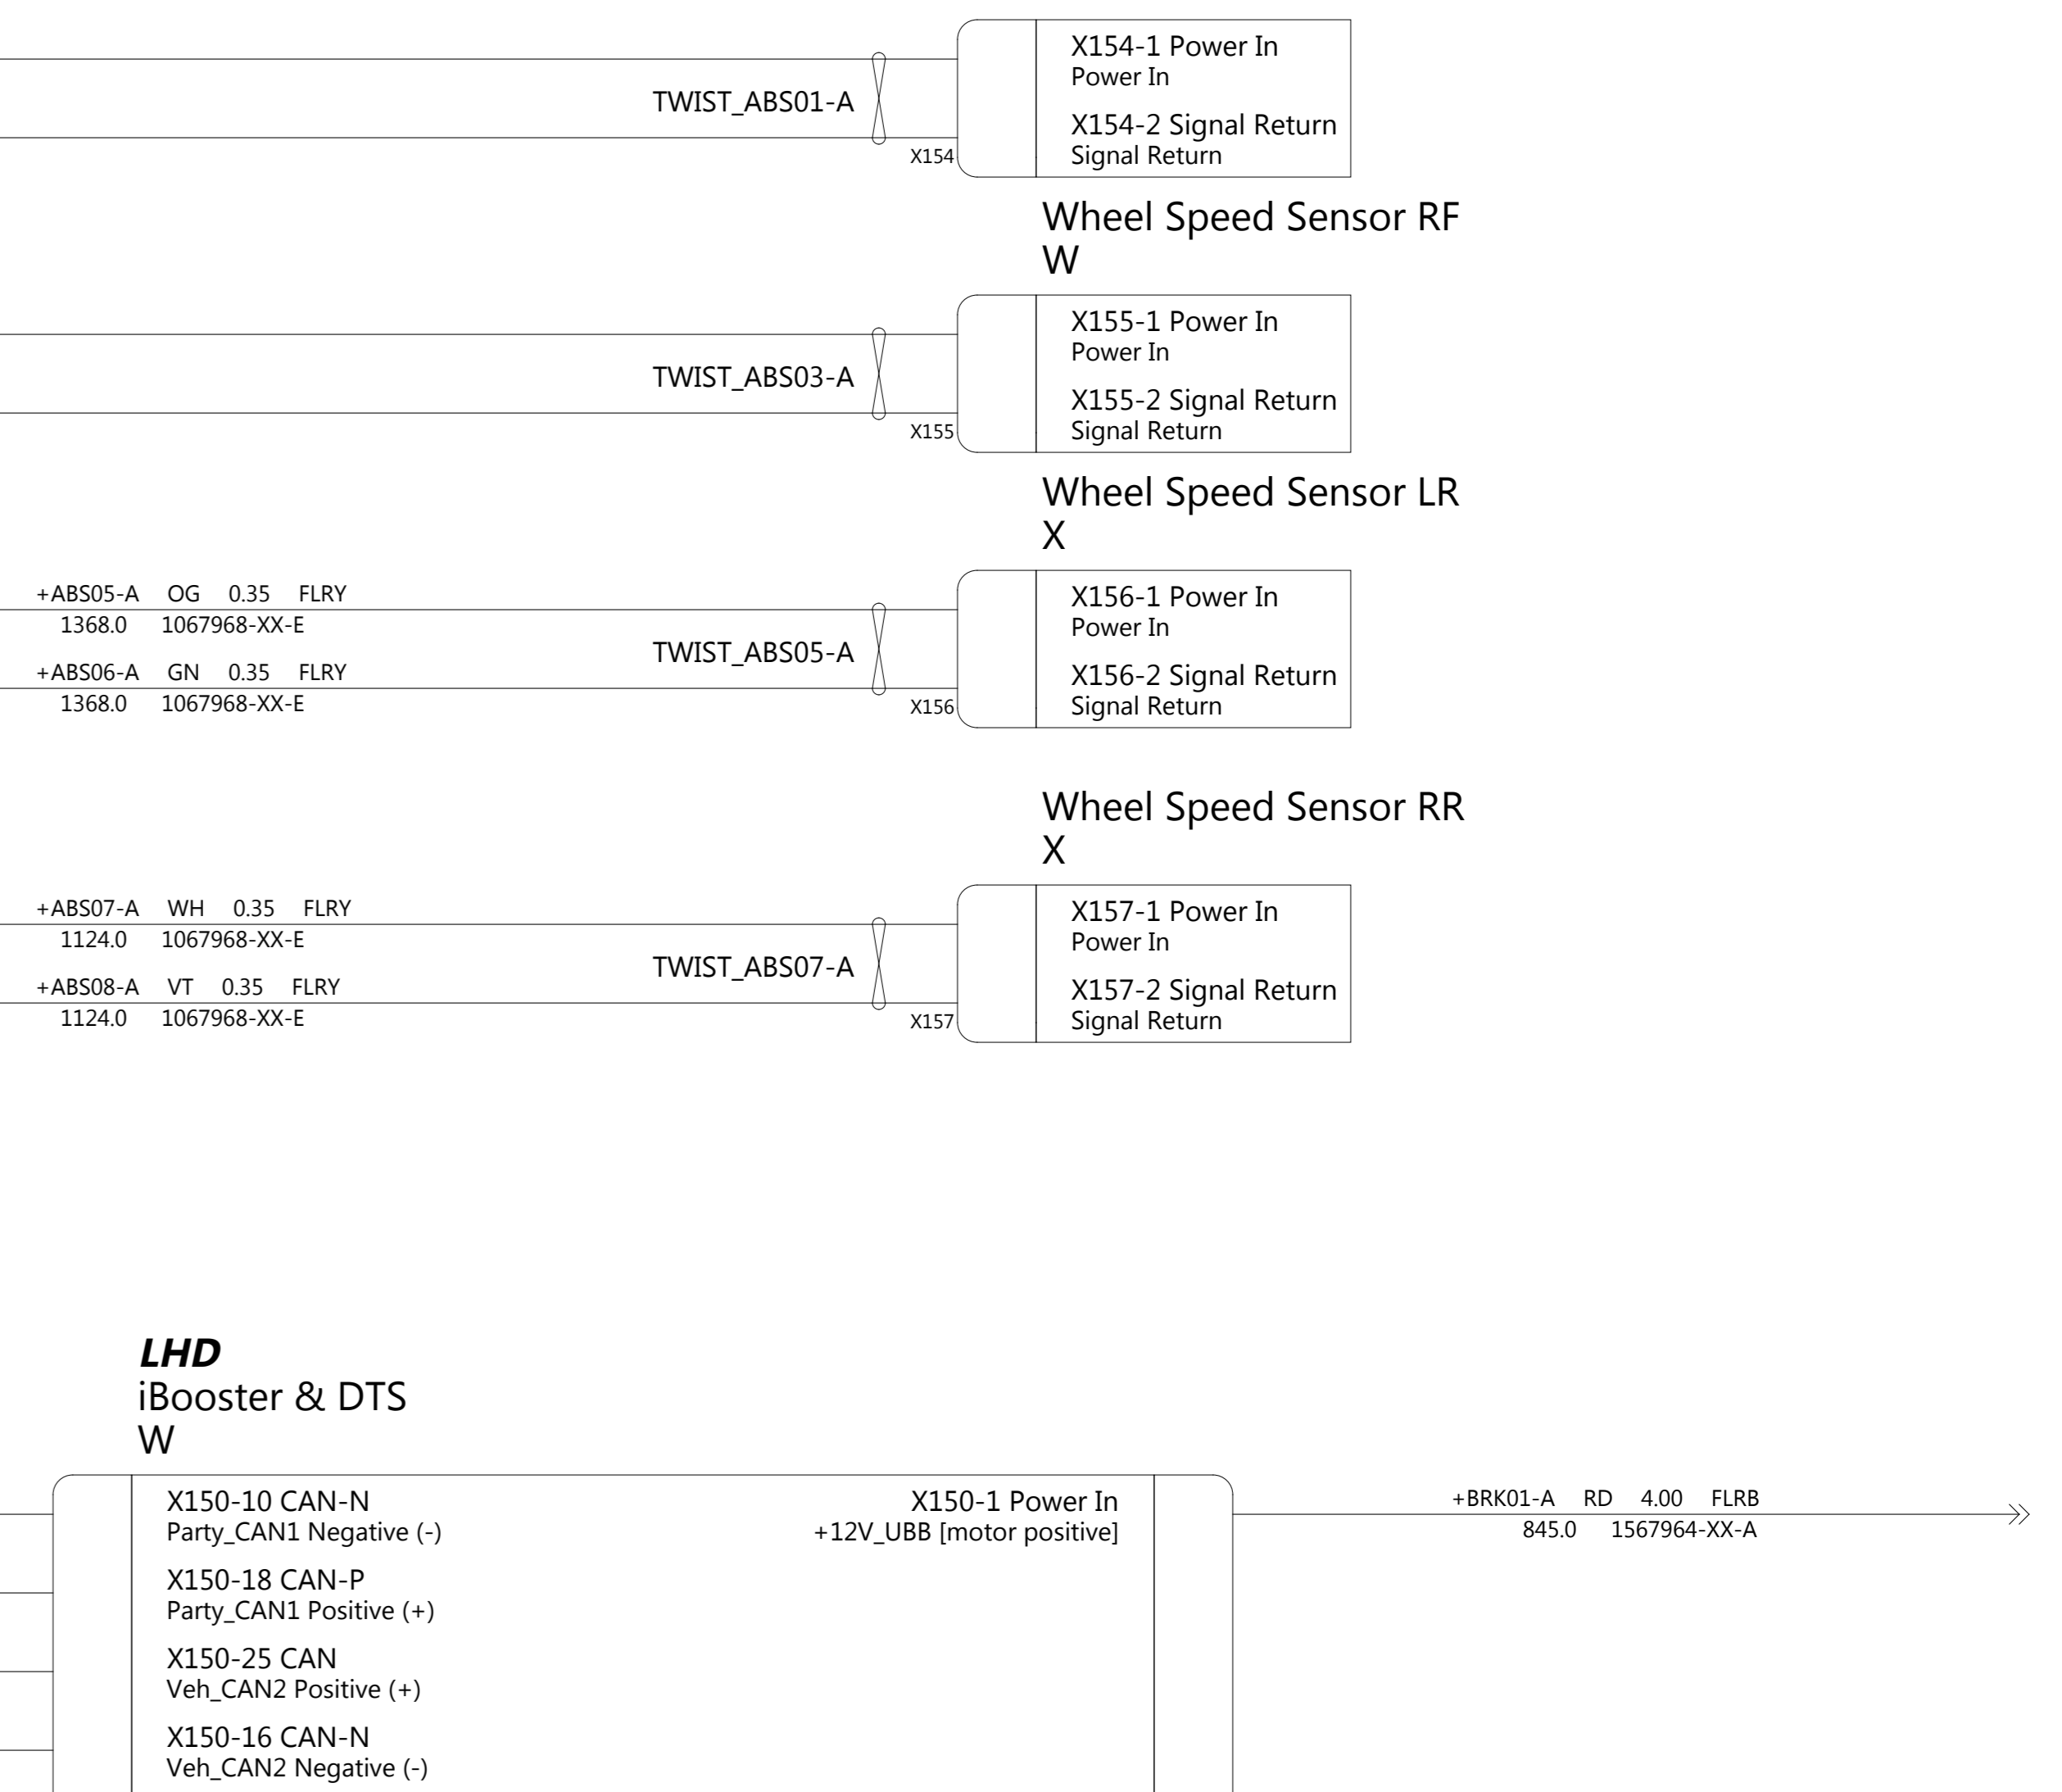 X154-1 Power In
Power In
TWIST_ABS01-A
X154-2 Signal Return
Signal Return
X154
Wheel Speed Sensor RF
W
X155-1 Power In
Power In
TWIST_ABS03-A
X155-2 Signal Return
Signal Return
X155
Wheel Speed Sensor LR
X
+ABS05-A OG 0.35 FLRY
1368.0 1067968-XX-E
X156-1 Power In
Power In
TWIST_ABS05-A
+ABS06-A GN 0.35 FLRY
1368.0 1067968-XX-E
X156-2 Signal Return
Signal Return
X156
Wheel Speed Sensor RR
X
+ABS07-A WH 0.35 FLRY
1124.0 1067968-XX-E
X157-1 Power In
Power In
TWIST_ABS07-A
+ABS08-A VT 0.35 FLRY
1124.0 1067968-XX-E
X157-2 Signal Return
Signal Return
X157
LHD
iBooster & DTS
W
X150-10 CAN-N
Party_CAN1 Negative (-)
X150-1 Power In
+12V_UBB [motor positive]
+BRK01-A RD 4.00 FLRB
845.0 1567964-XX-A
X150-18 CAN-P
Party_CAN1 Positive (+)
X150-25 CAN
Veh_CAN2 Positive (+)
X150-16 CAN-N
Veh_CAN2 Negative (-)